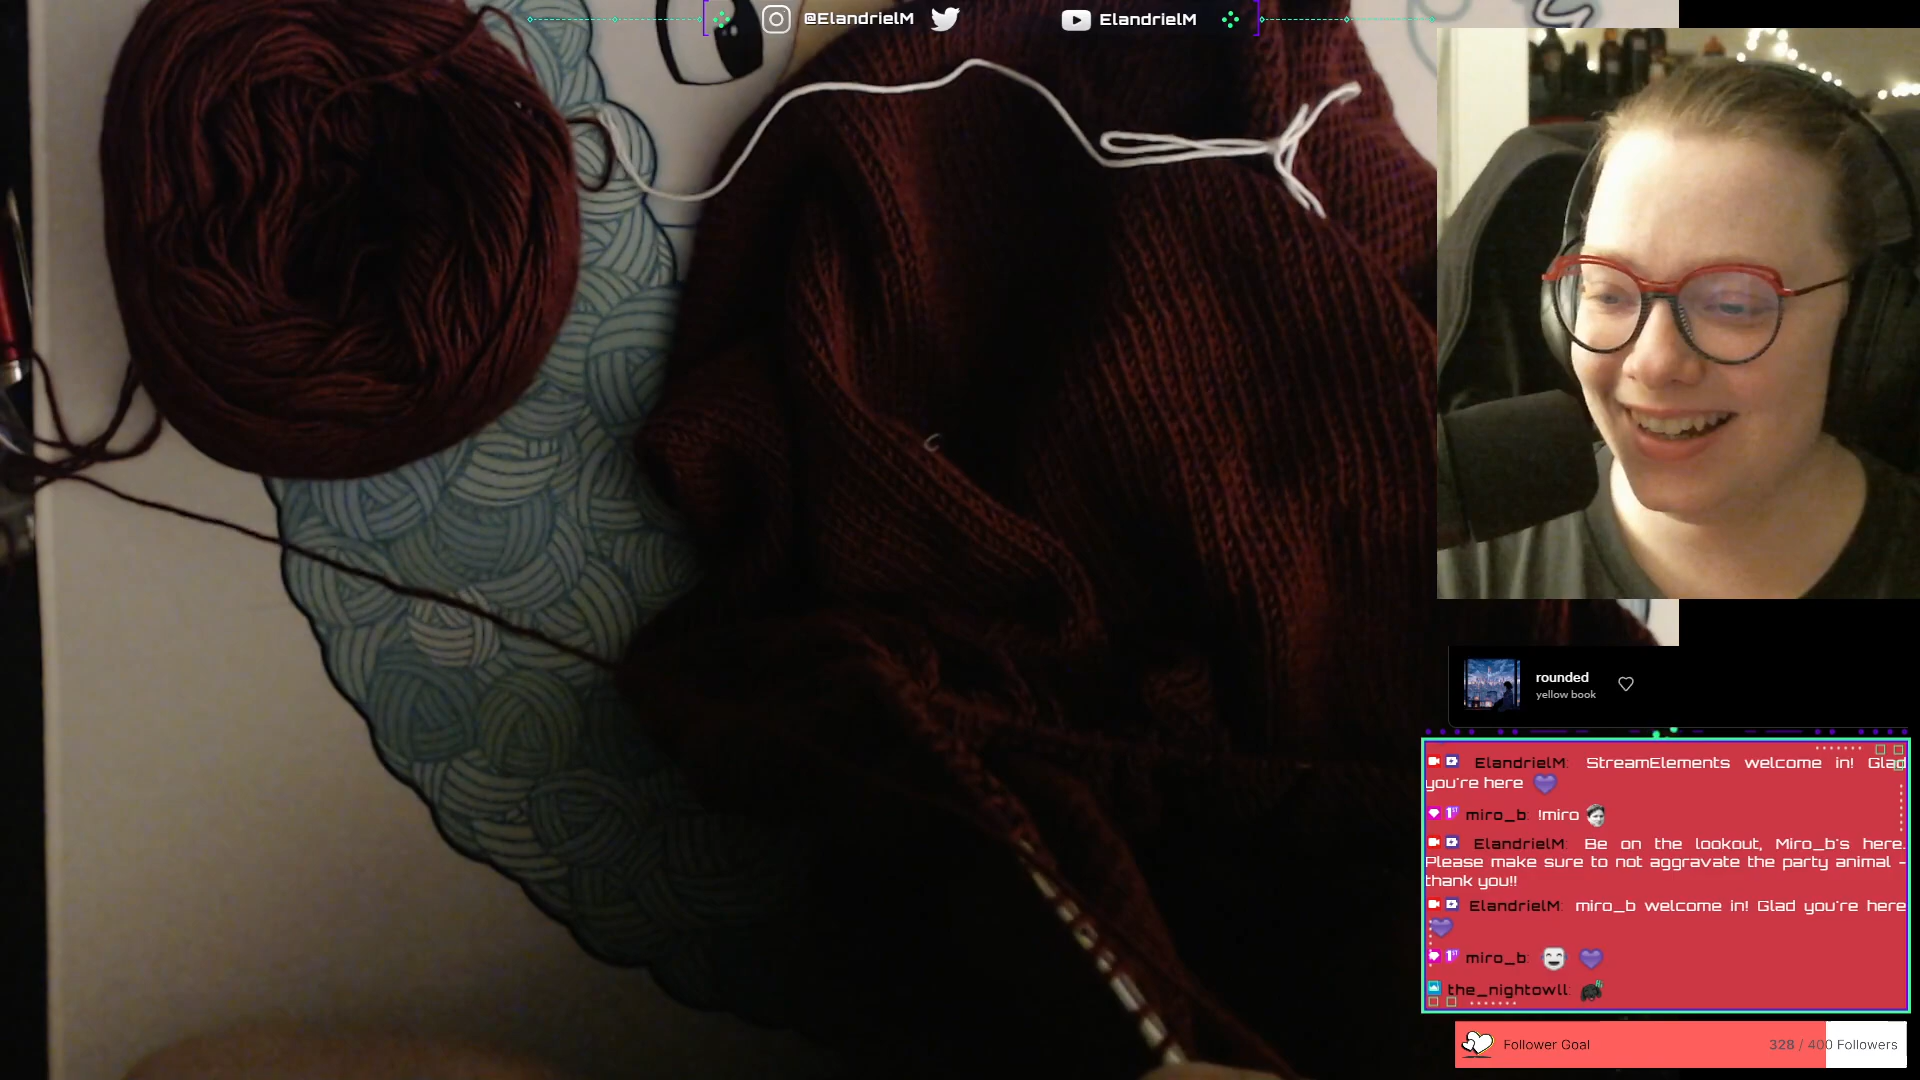 @ElandrielM
ElandrielM
rounded
yellow book
ElandrielM: StreamElements welcome in! Glad
you're here
miro_b: !miro
ElandrielM: Be on the lookout, Miro_b's here.
Please make sure to not aggravate the party animal -
thank you!!
ElandrielM: miro_b welcome in! Glad you're here
miro_b:
the_nightowll:
Follower Goal
328 / 400 Followers